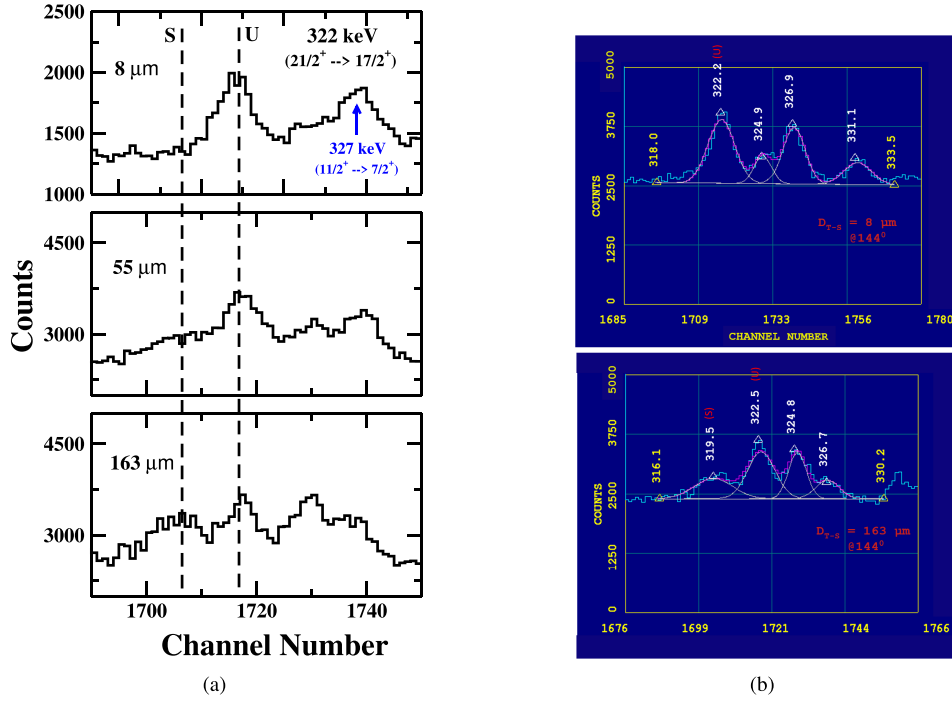 S U
322 keV
(21/2+ --> 17/2+)
8 μm
327 keV
(11/2+ --> 7/2+)
2500
2000
1500
1000
55 μm
4500
3000
163 μm
4500
3000
Counts
1700 1720 1740
Channel Number
(a)
5000
3750
2500
1250
0
COUNTS
318.0
322.2 (U)
324.9
326.9
331.1
333.5
D_T-S = 8 μm
@144⁰
1685 1709 1733 1756 1780
CHANNEL NUMBER
5000
3750
2500
1250
0
COUNTS
316.1
319.5 (S)
322.5 (U)
324.8
326.7
330.2
D_T-S = 163 μm
@144⁰
1676 1699 1721 1744 1766
(b)